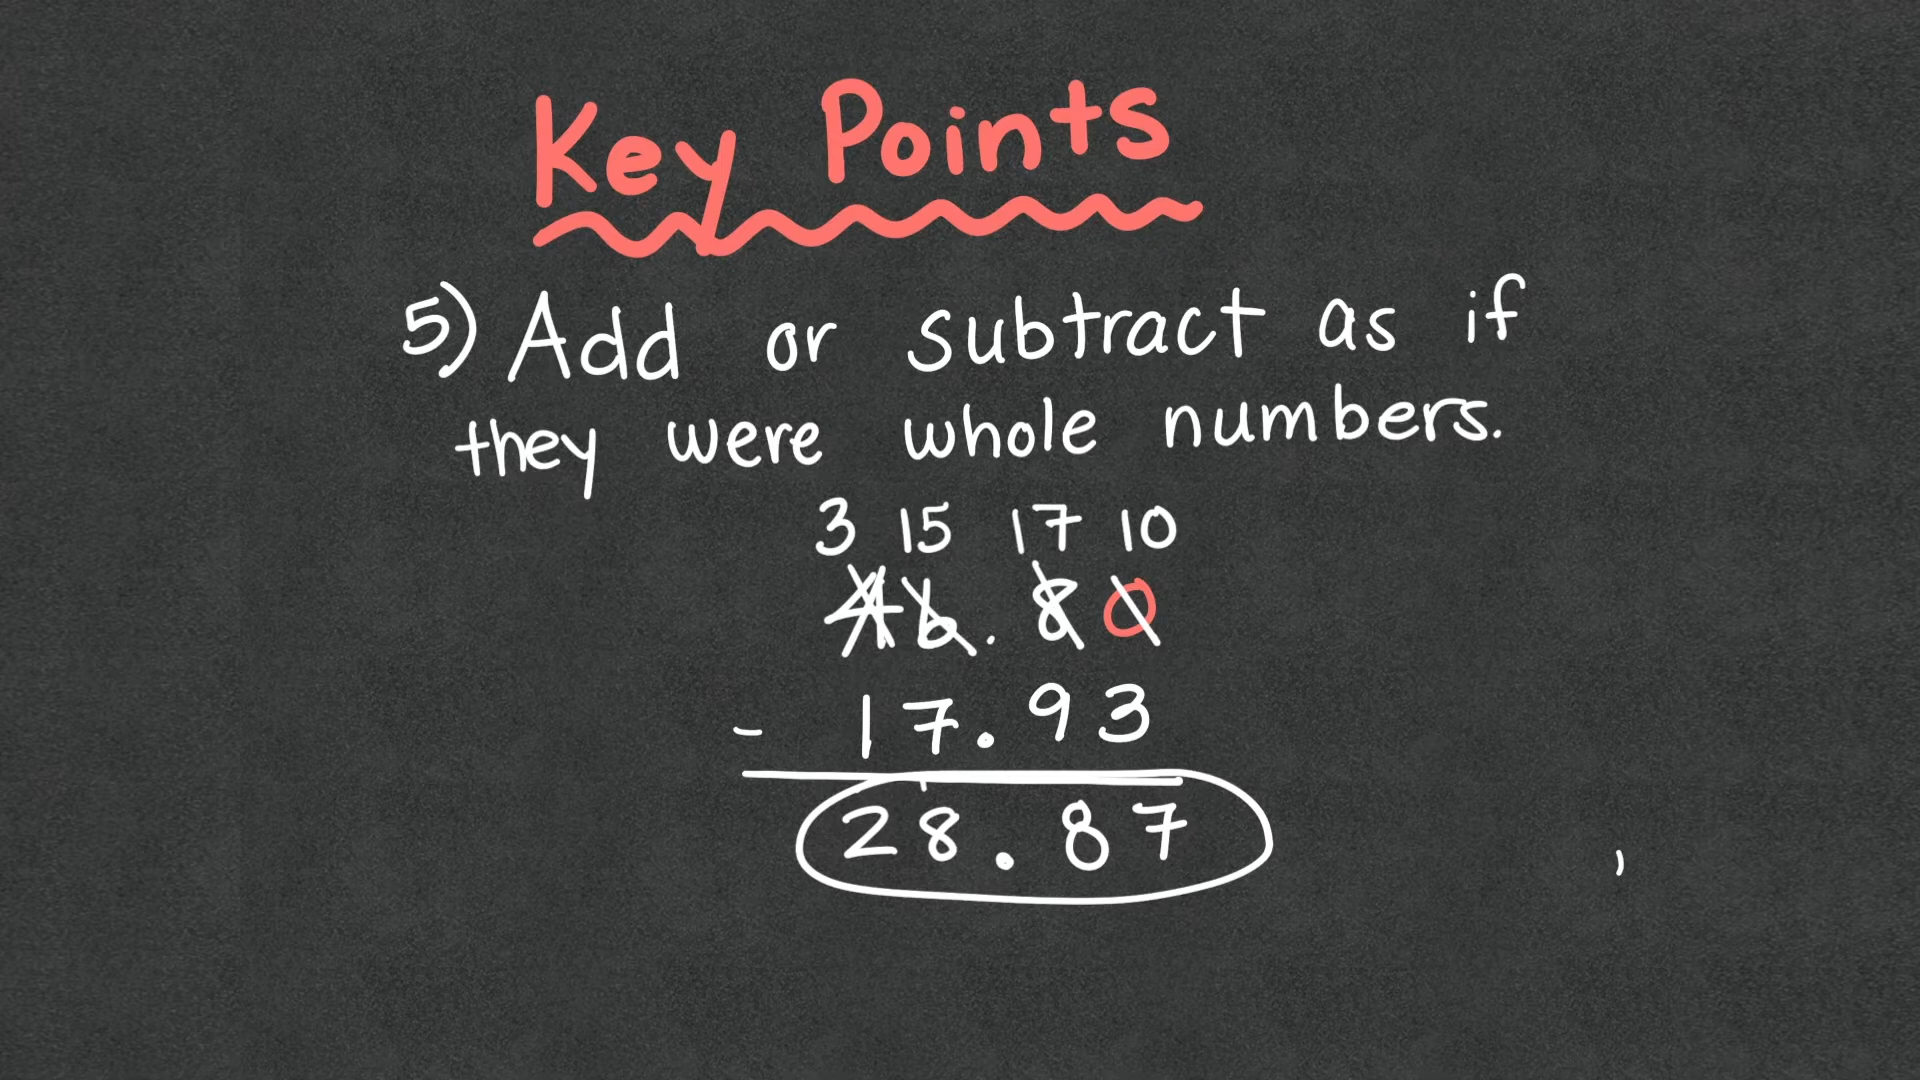 Key Points
5) Add or subtract as if
they were whole numbers.
3 15 17 10
46.80
- 17.93
28.87